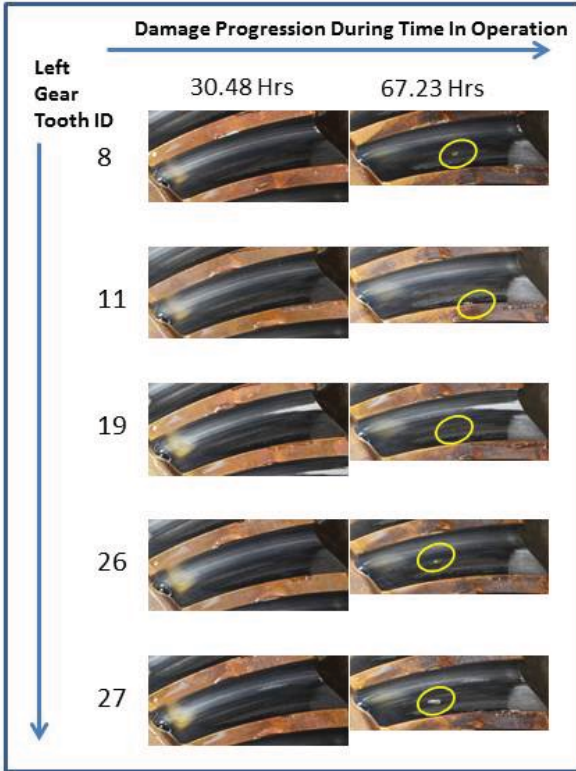 Damage Progression During Time In Operation
Left
Gear
Tooth ID
30.48 Hrs
67.23 Hrs
8
11
19
26
27